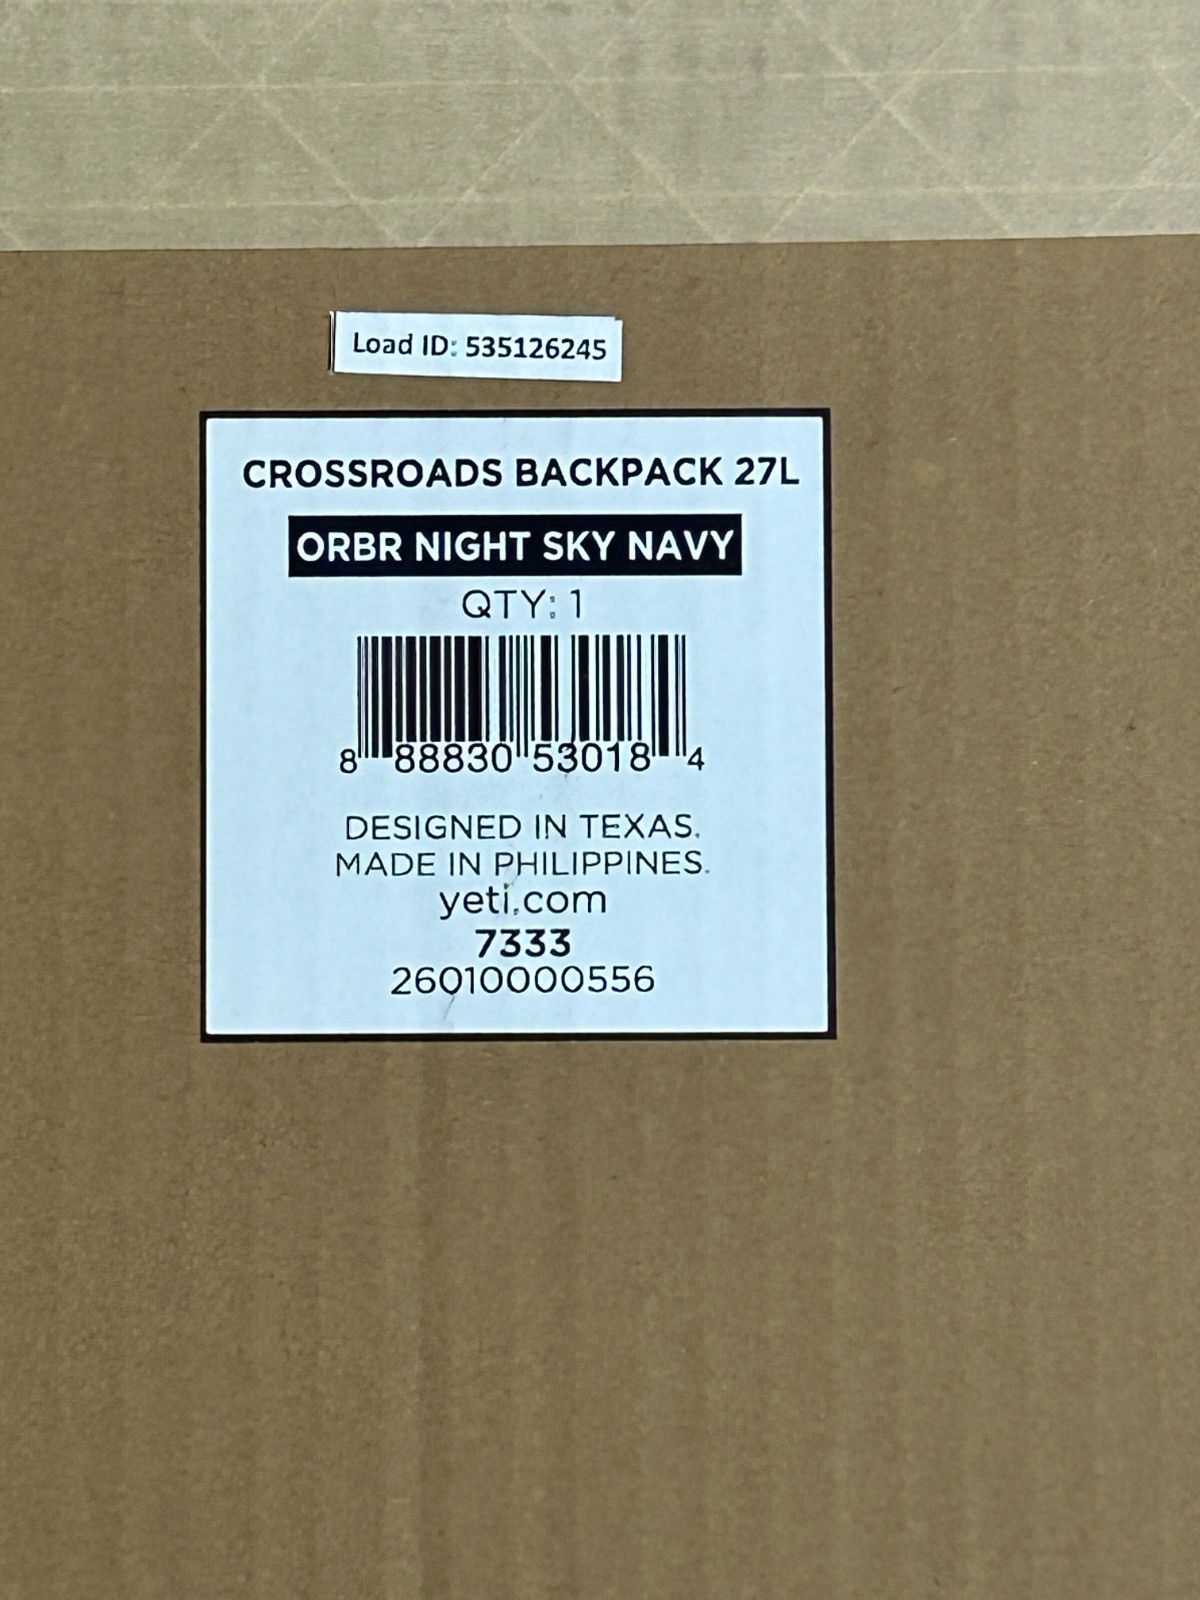 Load ID: 535126245
CROSSROADS BACKPACK 27L
ORBR NIGHT SKY NAVY
QTY: 1
8 88830 53018 4
DESIGNED IN TEXAS.
MADE IN PHILIPPINES.
yeti.com
7333
26010000556